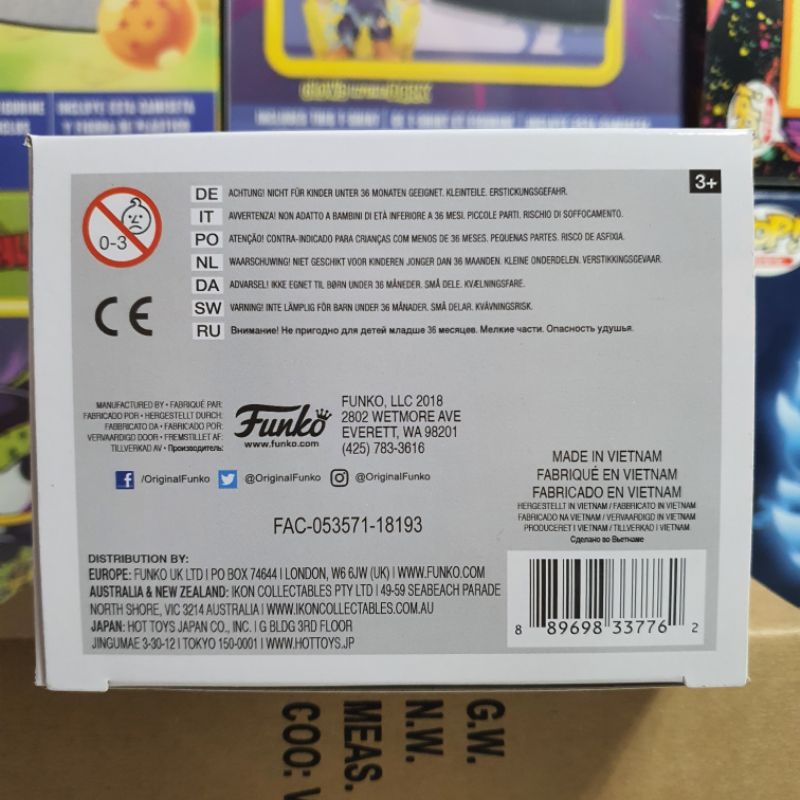 INCLUYE ESTA CAMISETA
Y FIGURA DE PLÁSTICO
3+
0-3
DE ACHTUNG! NICHT FÜR KINDER UNTER 36 MONATEN GEEIGNET. KLEINTEILE. ERSTICKUNGSGEFAHR.
IT AVVERTENZA! NON ADATTO A BAMBINI DI ETÀ INFERIORE A 36 MESI. PICCOLE PARTI. RISCHIO DI SOFFOCAMENTO.
PO ATENÇÃO! CONTRA-INDICADO PARA CRIANÇAS COM MENOS DE 36 MESES. PEQUENAS PARTES. RISCO DE ASFIXIA.
NL WAARSCHUWING! NIET GESCHIKT VOOR KINDEREN JONGER DAN 36 MAANDEN. KLEINE ONDERDELEN. VERSTIKKINGSGEVAAR.
DA ADVARSEL! IKKE EGNET TIL BØRN UNDER 36 MÅNEDER. SMÅ DELE. KVÆLNINGSFARE.
SW VARNING! INTE LÄMPLIG FÖR BARN UNDER 36 MÅNADER. SMÅ DELAR. KVÄVNINGSRISK.
RU Внимание! Не пригодно для детей младше 36 месяцев. Мелкие части. Опасность удушья.
CE
MANUFACTURED BY • FABRIQUÉ PAR
FABRICADO POR • HERGESTELLT DURCH:
FABBRICATO DA • FABRICADO POR:
VERVAARDIGD DOOR • FREMSTILLET AF:
TILLVERKAD AV • Производитель:
Funko
www.funko.com
FUNKO, LLC 2018
2802 WETMORE AVE
EVERETT, WA 98201
(425) 783-3616
/OriginalFunko @OriginalFunko @OriginalFunko
FAC-053571-18193
MADE IN VIETNAM
FABRIQUÉ EN VIETNAM
FABRICADO EN VIETNAM
HERGESTELLT IN VIETNAM / FABBRICATO IN VIETNAM
FABRICADO NA VIETNAM / VERVAARDIGD IN VIETNAM
PRODUCERET I VIETNAM / TILLVERKAD I VIETNAM
Сделано во Вьетнаме
DISTRIBUTION BY:
EUROPE: FUNKO UK LTD I PO BOX 74644 I LONDON, W6 6JW (UK) I WWW.FUNKO.COM
AUSTRALIA & NEW ZEALAND: IKON COLLECTABLES PTY LTD I 49-59 SEABEACH PARADE
NORTH SHORE, VIC 3214 AUSTRALIA I WWW.IKONCOLLECTABLES.COM.AU
JAPAN: HOT TOYS JAPAN CO., INC. I G BLDG 3RD FLOOR
JINGUMAE 3-30-12 I TOKYO 150-0001 I WWW.HOTTOYS.JP
8 89698 33776 2
G.W.
N.W.
MEAS.
COO: V